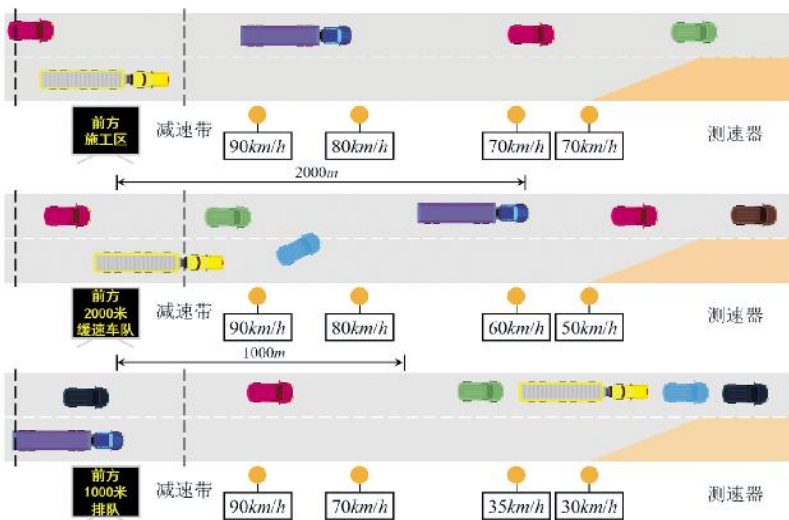 前方
施工区
减速带
90km/h
80km/h
70km/h
70km/h
测速器
2000m
前方
2000米
缓速车队
减速带
90km/h
80km/h
60km/h
50km/h
测速器
1000m
前方
1000米
排队
减速带
90km/h
70km/h
35km/h
30km/h
测速器